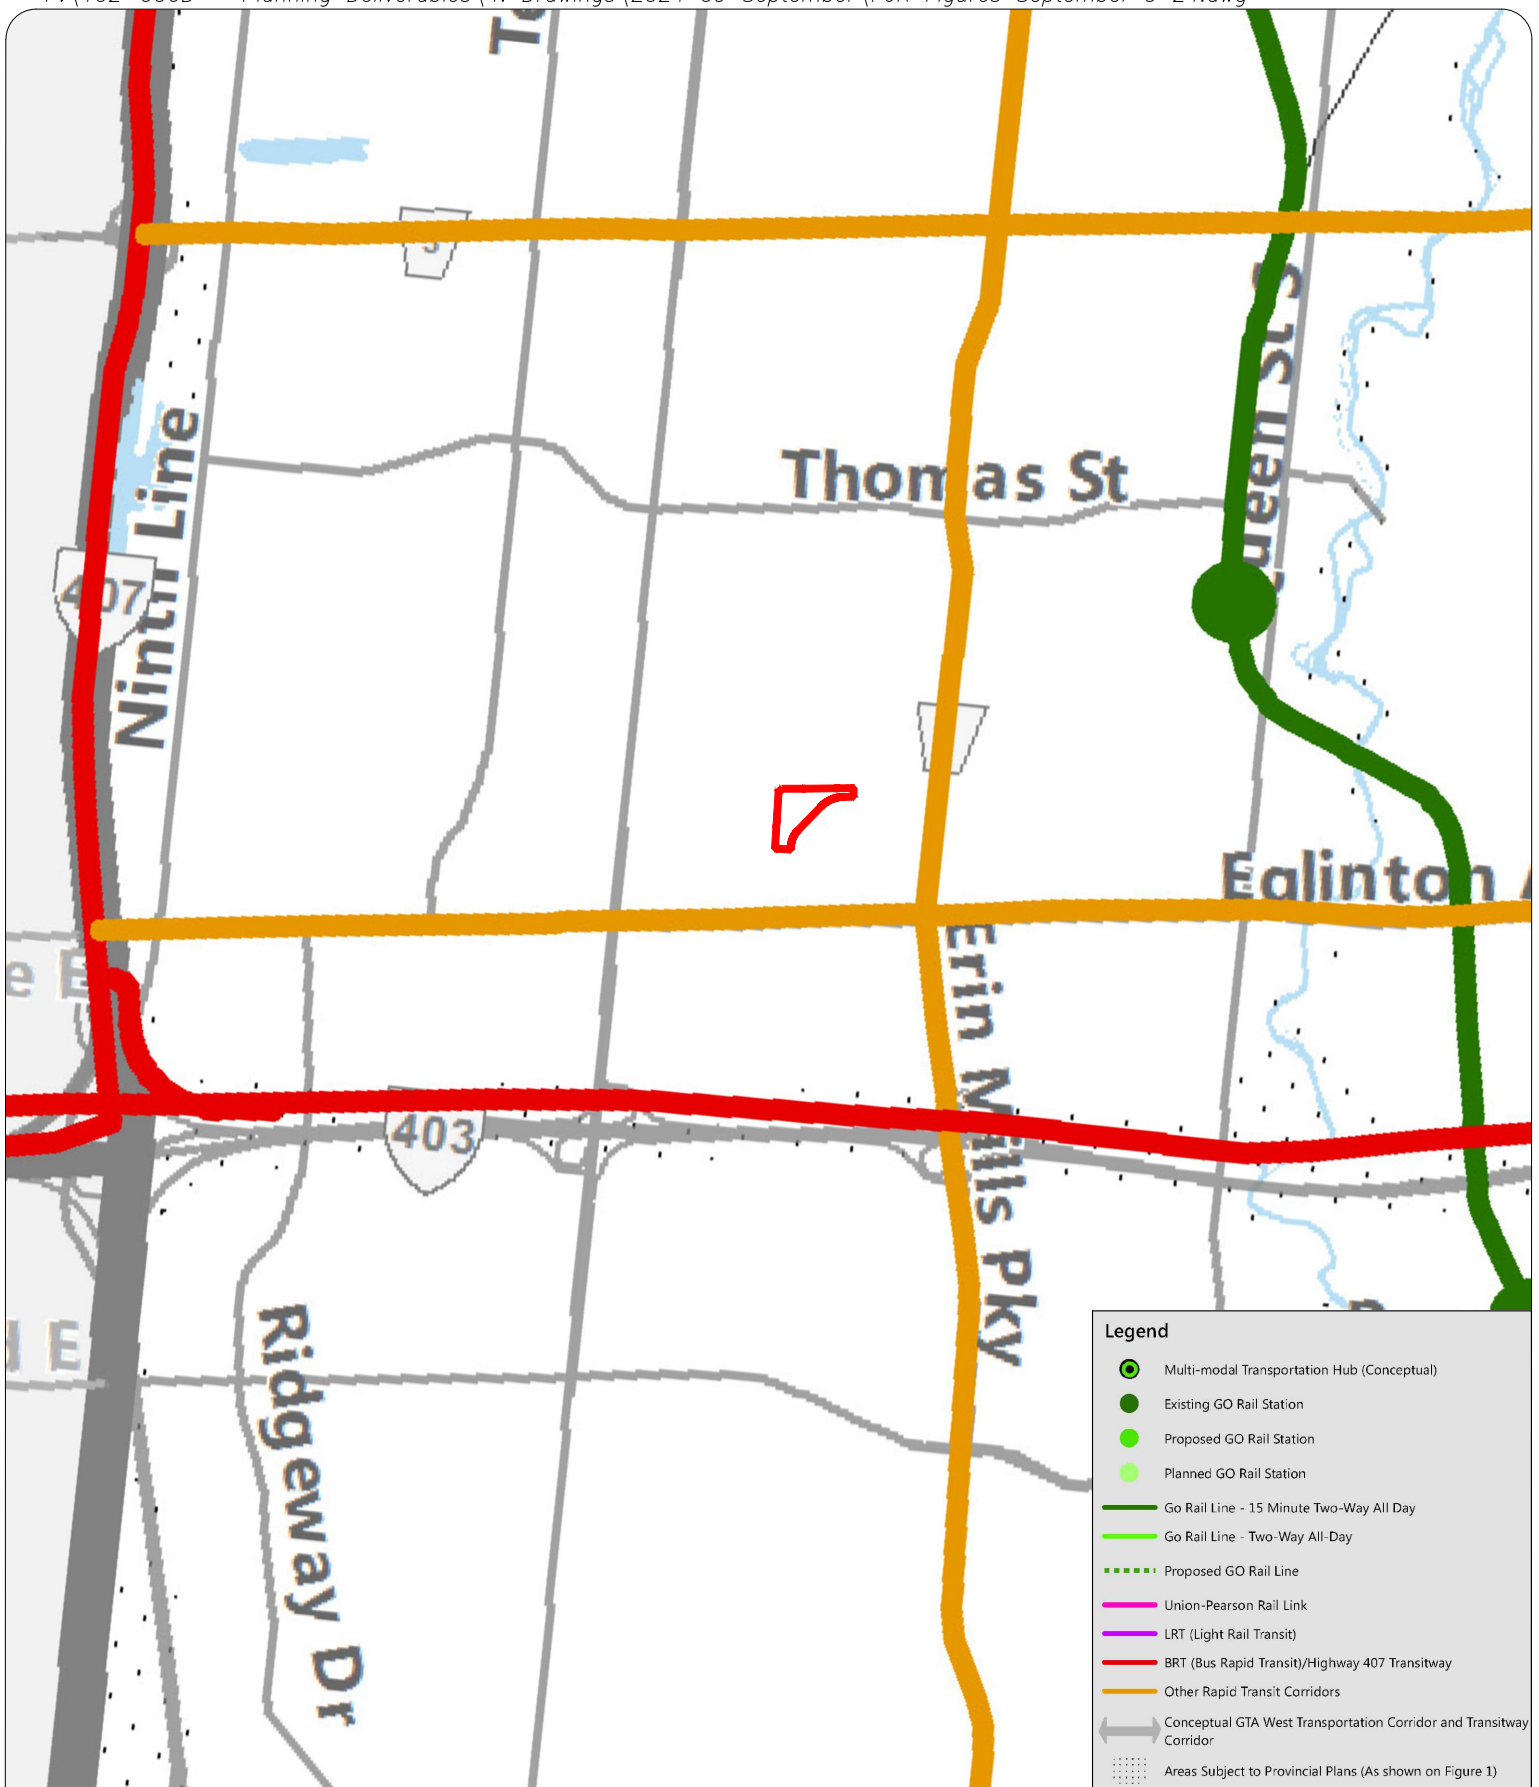 Thomas St
Queen St S
407
Ninth Line
Eglinton A
e E
Erin Mills Pky
403
d E
Ridgeway Dr
Legend
Multi-modal Transportation Hub (Conceptual)
Existing GO Rail Station
Proposed GO Rail Station
Planned GO Rail Station
Go Rail Line - 15 Minute Two-Way All Day
Go Rail Line - Two-Way All-Day
Proposed GO Rail Line
Union-Pearson Rail Link
LRT (Light Rail Transit)
BRT (Bus Rapid Transit)/Highway 407 Transitway
Other Rapid Transit Corridors
Conceptual GTA West Transportation Corridor and Transitway
Corridor
Areas Subject to Provincial Plans (As shown on Figure 1)